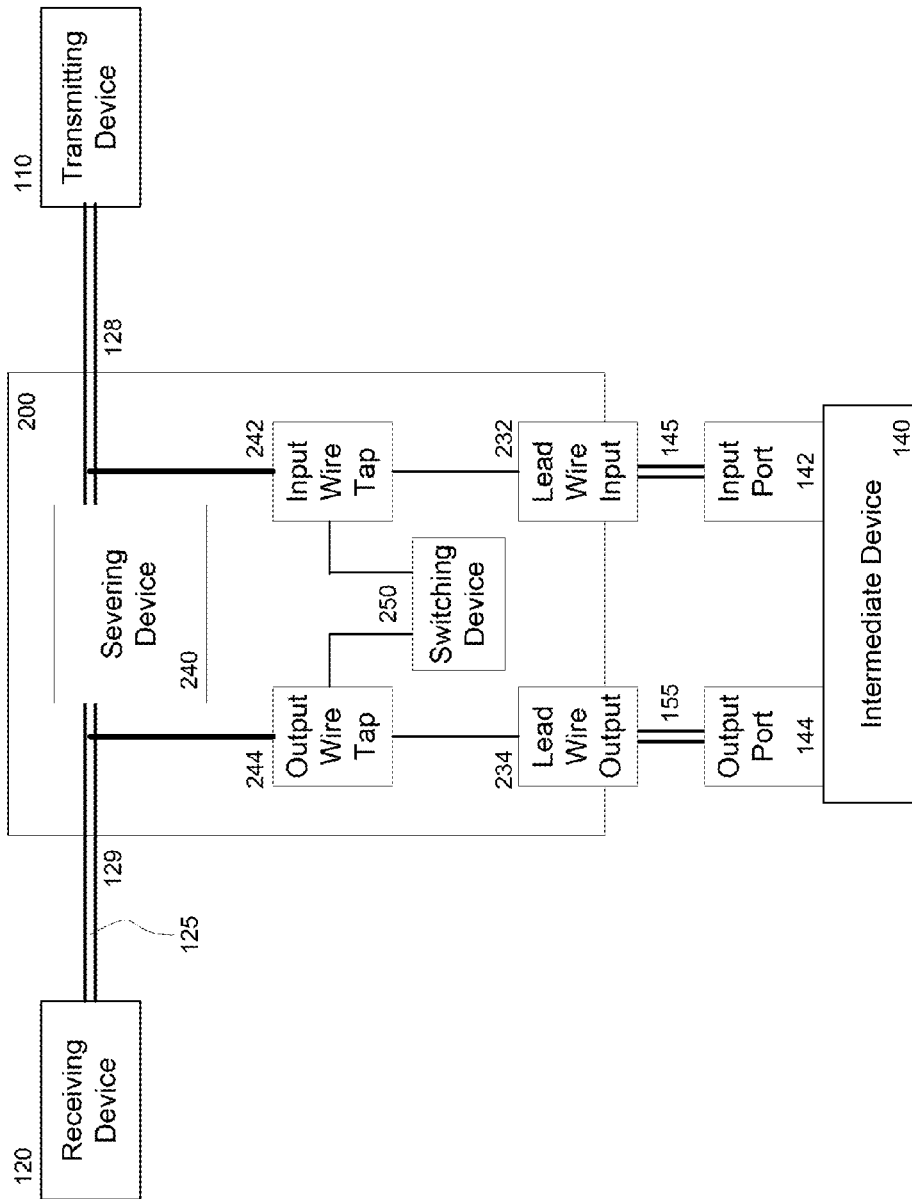 120
Receiving
Device
200
110
Transmitting
Device
129
128
125
Severing
Device
240
244
Output
Wire
Tap
242
Input
Wire
Tap
250
Switching
Device
234
Lead
Wire
Output
232
Lead
Wire
Input
155
145
Output
Port
144
Input
Port
142
Intermediate Device
140